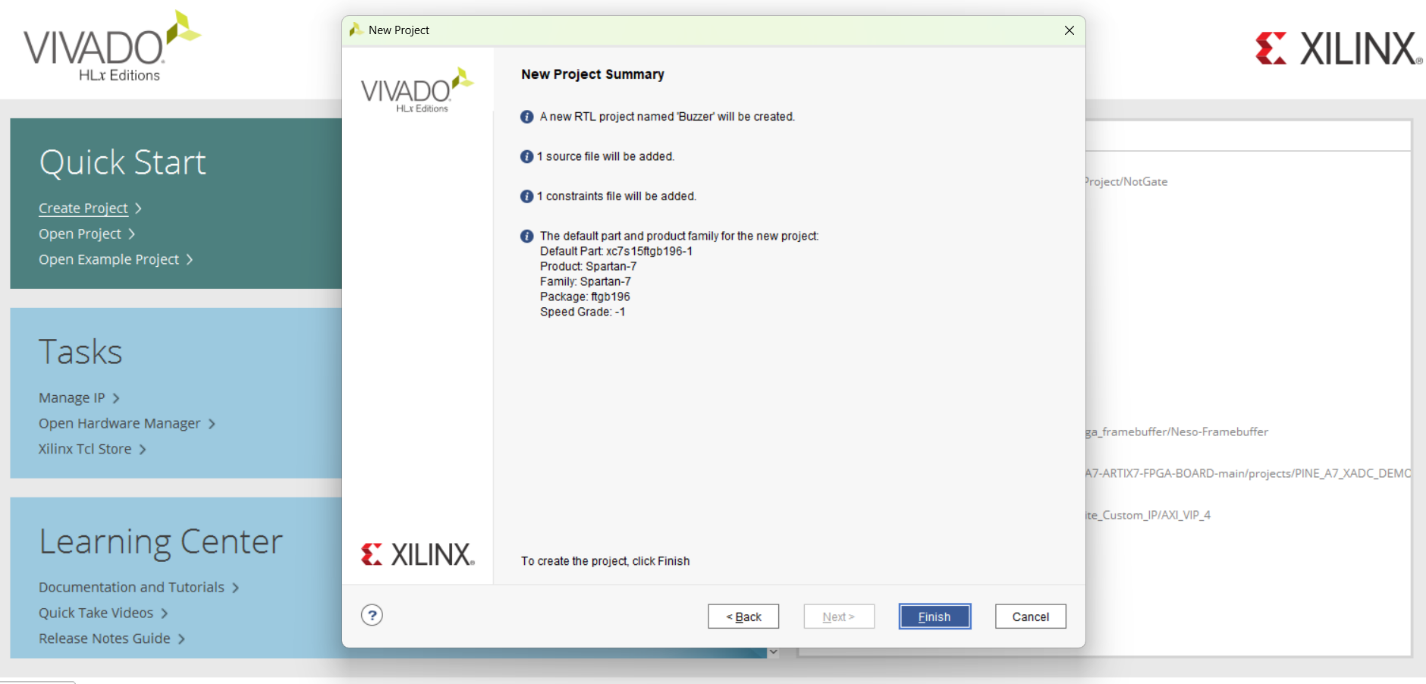 VIVADO.
HLx Editions
XILINX®
Quick Start
Create Project >
Open Project >
Open Example Project >
Tasks
Manage IP >
Open Hardware Manager >
Xilinx Tcl Store >
Learning Center
Documentation and Tutorials >
Quick Take Videos >
Release Notes Guide >
New Project
VIVADO.
HLx Editions
New Project Summary
A new RTL project named 'Buzzer' will be created.
1 source file will be added.
1 constraints file will be added.
The default part and product family for the new project:
Default Part: xc7s15ftgb196-1
Product: Spartan-7
Family: Spartan-7
Package: ftgb196
Speed Grade: -1
XILINX.
To create the project, click Finish
?
< Back
Next >
Finish
Cancel
Project/NotGate
ga_framebuffer/Neso-Framebuffer
A7-ARTIX7-FPGA-BOARD-main/projects/PINE_A7_XADC_DEMO
ite_Custom_IP/AXI_VIP_4